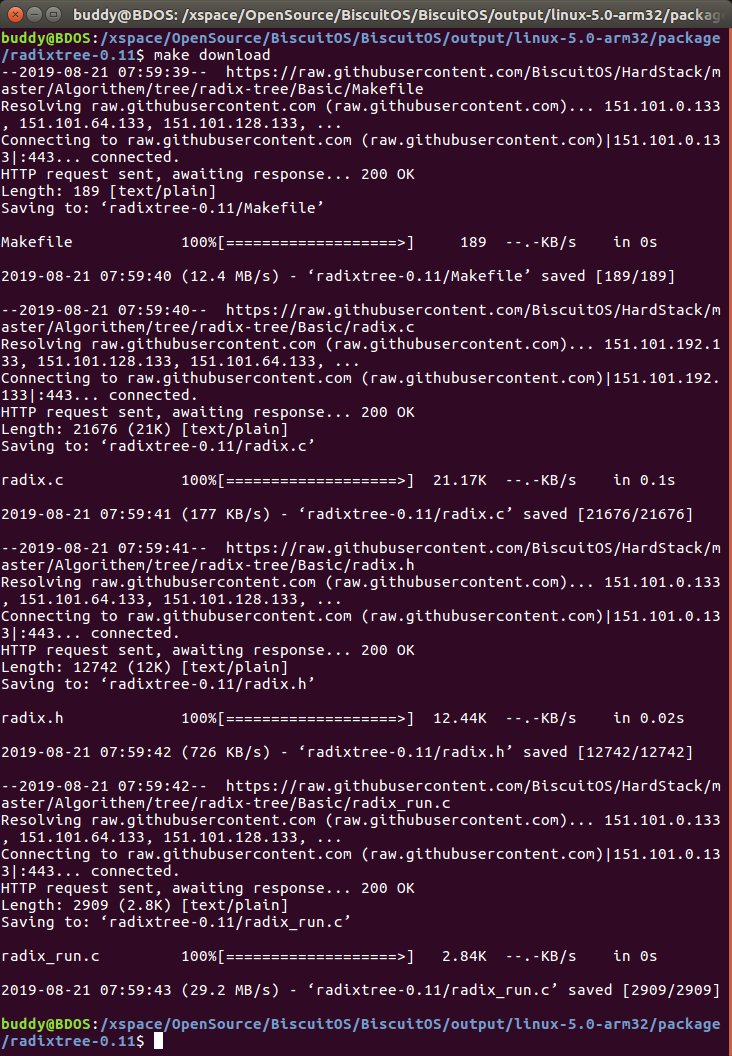 buddy@BDOS: /xspace/OpenSource/BiscuitOS/BiscuitOS/output/linux-5.0-arm32/package
buddy@BDOS:/xspace/OpenSource/BiscuitOS/BiscuitOS/output/linux-5.0-arm32/package
/radixtree-0.11$ make download
--2019-08-21 07:59:39--  https://raw.githubusercontent.com/BiscuitOS/HardStack/m
aster/Algorithem/tree/radix-tree/Basic/Makefile
Resolving raw.githubusercontent.com (raw.githubusercontent.com)... 151.101.0.133
, 151.101.64.133, 151.101.128.133, ...
Connecting to raw.githubusercontent.com (raw.githubusercontent.com)|151.101.0.13
3|:443... connected.
HTTP request sent, awaiting response... 200 OK
Length: 189 [text/plain]
Saving to: ‘radixtree-0.11/Makefile’
Makefile            100%[===================>]     189  --.-KB/s    in 0s
2019-08-21 07:59:40 (12.4 MB/s) - ‘radixtree-0.11/Makefile’ saved [189/189]
--2019-08-21 07:59:40--  https://raw.githubusercontent.com/BiscuitOS/HardStack/m
aster/Algorithem/tree/radix-tree/Basic/radix.c
Resolving raw.githubusercontent.com (raw.githubusercontent.com)... 151.101.192.1
33, 151.101.128.133, 151.101.64.133, ...
Connecting to raw.githubusercontent.com (raw.githubusercontent.com)|151.101.192.
133|:443... connected.
HTTP request sent, awaiting response... 200 OK
Length: 21676 (21K) [text/plain]
Saving to: ‘radixtree-0.11/radix.c’
radix.c             100%[===================>]  21.17K  --.-KB/s    in 0.1s
2019-08-21 07:59:41 (177 KB/s) - ‘radixtree-0.11/radix.c’ saved [21676/21676]
--2019-08-21 07:59:41--  https://raw.githubusercontent.com/BiscuitOS/HardStack/m
aster/Algorithem/tree/radix-tree/Basic/radix.h
Resolving raw.githubusercontent.com (raw.githubusercontent.com)... 151.101.0.133
, 151.101.64.133, 151.101.128.133, ...
Connecting to raw.githubusercontent.com (raw.githubusercontent.com)|151.101.0.13
3|:443... connected.
HTTP request sent, awaiting response... 200 OK
Length: 12742 (12K) [text/plain]
Saving to: ‘radixtree-0.11/radix.h’
radix.h             100%[===================>]  12.44K  --.-KB/s    in 0.02s
2019-08-21 07:59:42 (726 KB/s) - ‘radixtree-0.11/radix.h’ saved [12742/12742]
--2019-08-21 07:59:42--  https://raw.githubusercontent.com/BiscuitOS/HardStack/m
aster/Algorithem/tree/radix-tree/Basic/radix_run.c
Resolving raw.githubusercontent.com (raw.githubusercontent.com)... 151.101.0.133
, 151.101.64.133, 151.101.128.133, ...
Connecting to raw.githubusercontent.com (raw.githubusercontent.com)|151.101.0.13
3|:443... connected.
HTTP request sent, awaiting response... 200 OK
Length: 2909 (2.8K) [text/plain]
Saving to: ‘radixtree-0.11/radix_run.c’
radix_run.c         100%[===================>]   2.84K  --.-KB/s    in 0s
2019-08-21 07:59:43 (29.2 MB/s) - ‘radixtree-0.11/radix_run.c’ saved [2909/2909]
buddy@BDOS:/xspace/OpenSource/BiscuitOS/BiscuitOS/output/linux-5.0-arm32/package
/radixtree-0.11$